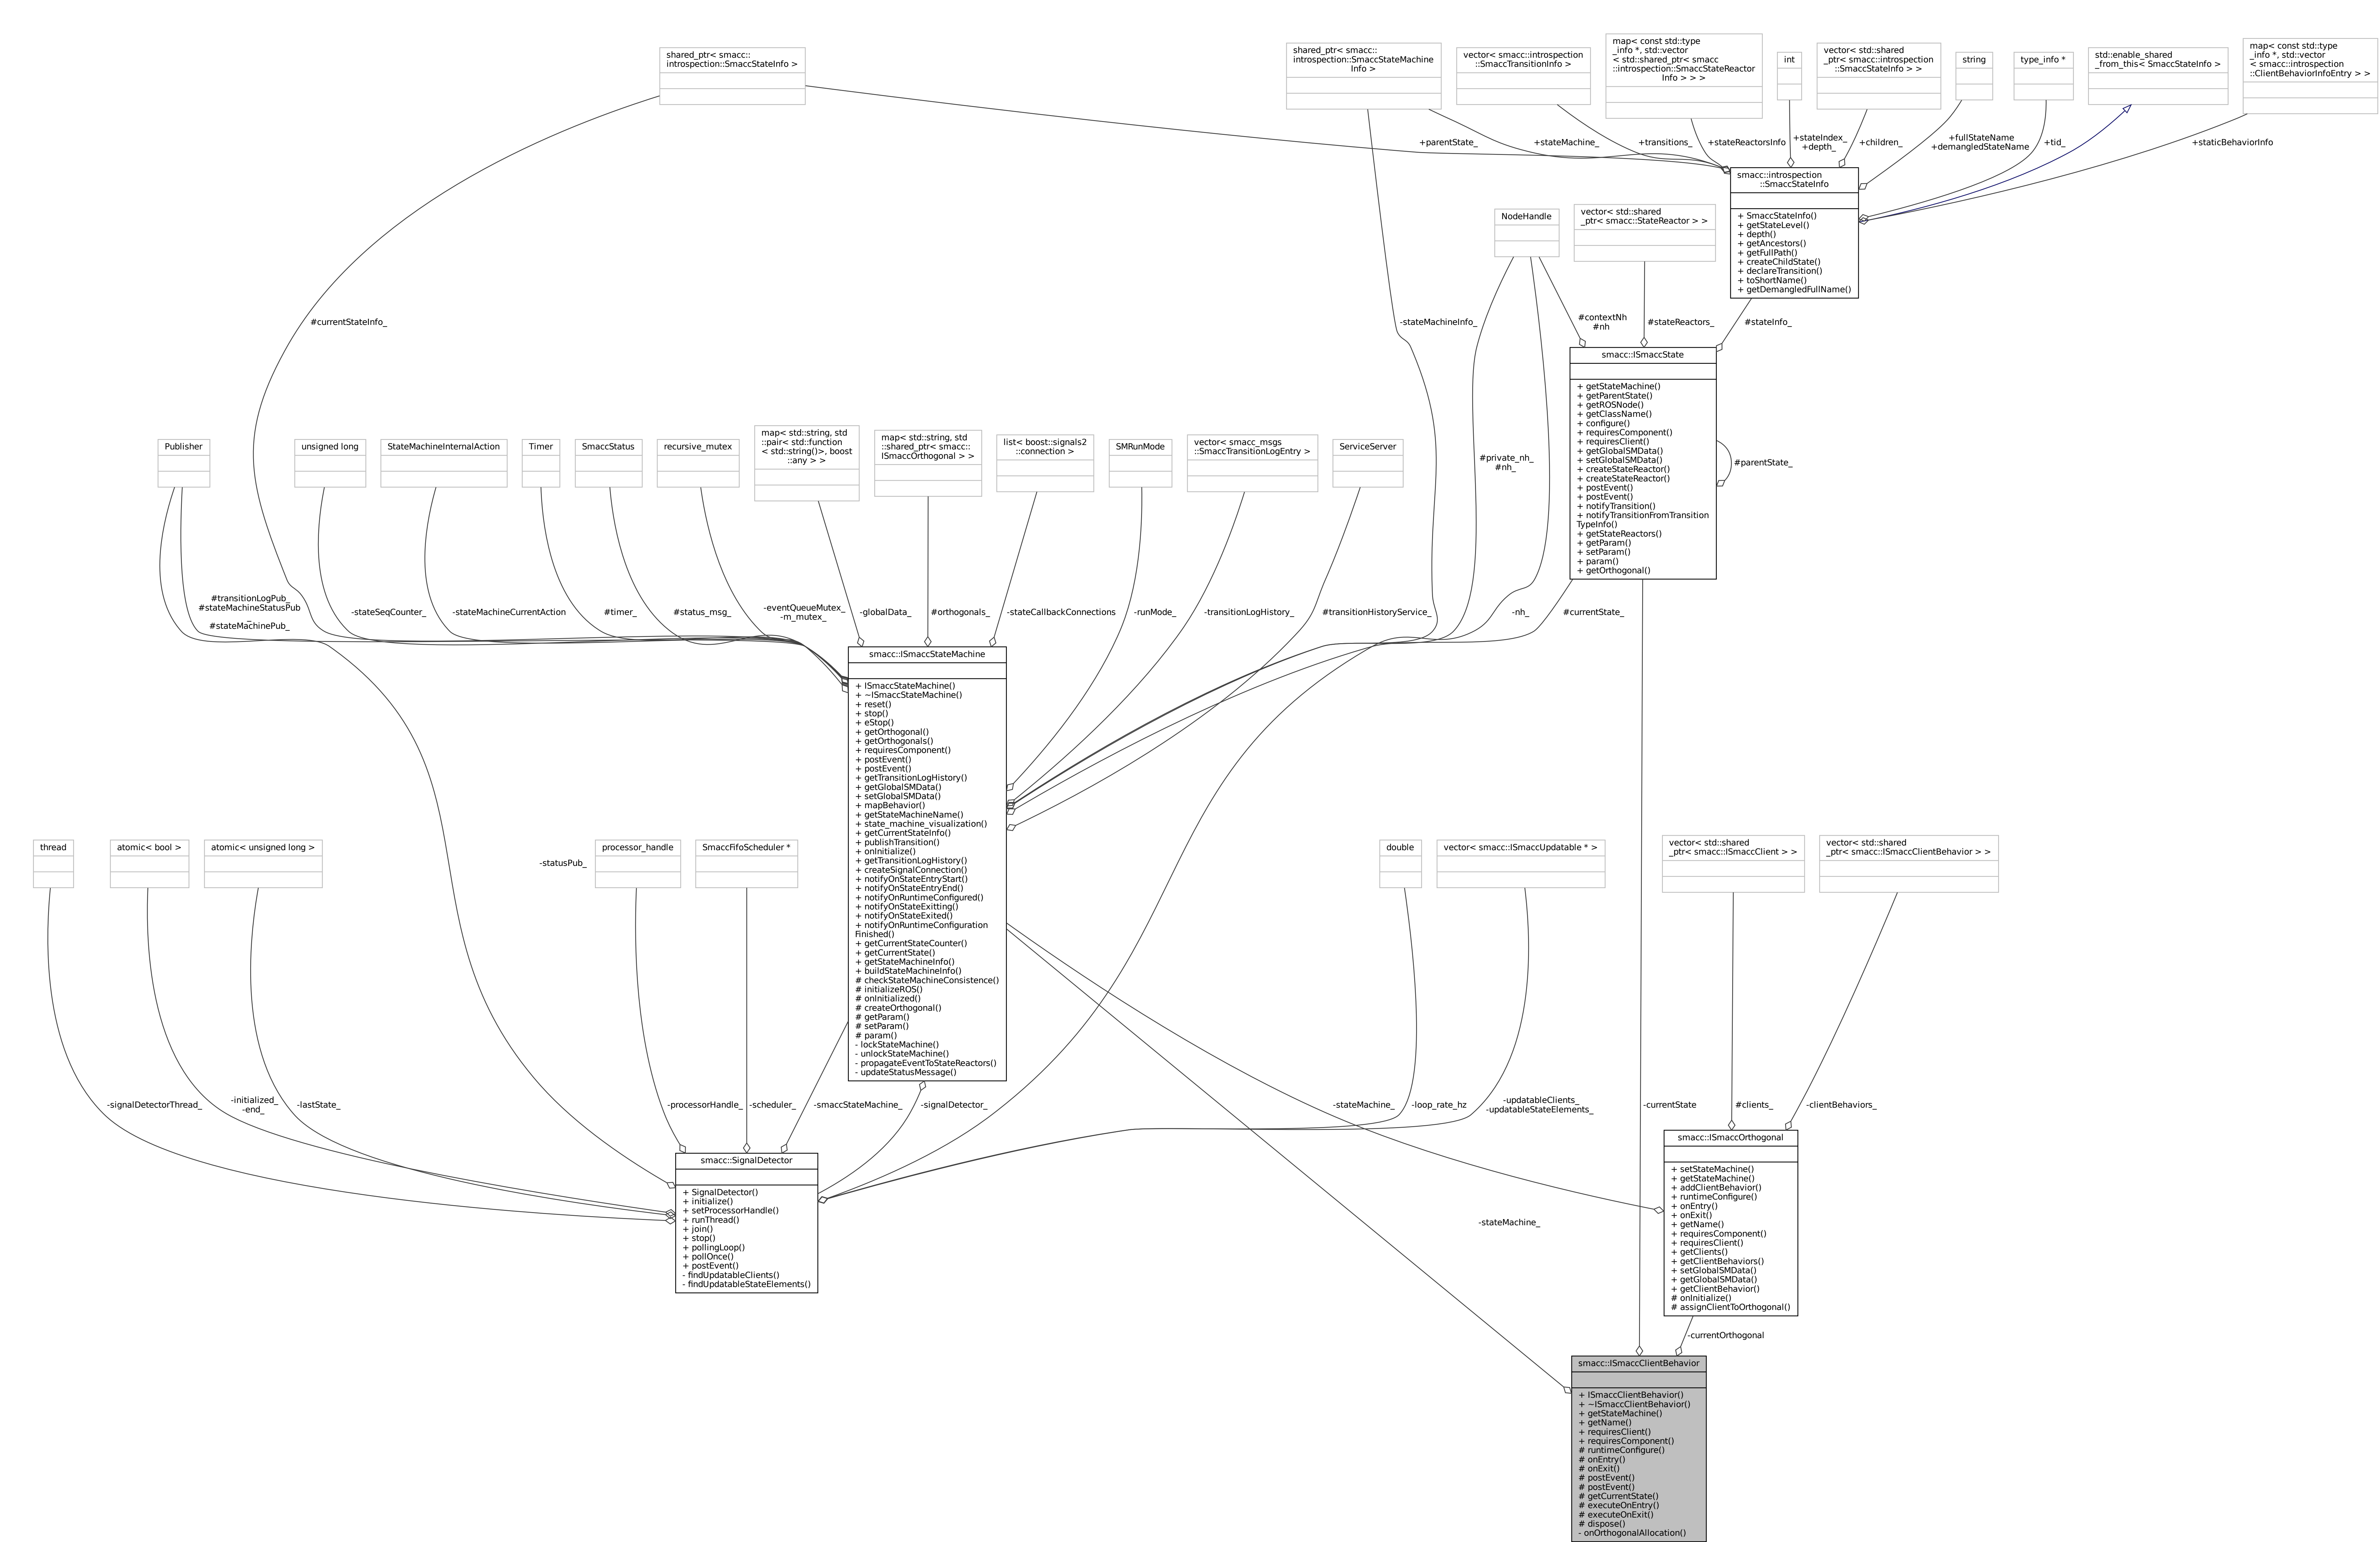 shared_ptr< smacc::
introspection::SmaccStateInfo >
shared_ptr< smacc::
introspection::SmaccStateMachine
Info >
vector< smacc::introspection
::SmaccTransitionInfo >
map< const std::type
_info *, std::vector
< std::shared_ptr< smacc
::introspection::SmaccStateReactor
Info > > >
int
vector< std::shared
_ptr< smacc::introspection
::SmaccStateInfo > >
string
type_info *
std::enable_shared
_from_this< SmaccStateInfo >
map< const std::type
_info *, std::vector
< smacc::introspection
::ClientBehaviorInfoEntry > >
+parentState_
+stateMachine_
+transitions_
+stateReactorsInfo
+stateIndex_
+depth_
+children_
+fullStateName
+demangledStateName
+tid_
+staticBehaviorInfo
smacc::introspection
::SmaccStateInfo
+ SmaccStateInfo()
+ getStateLevel()
+ depth()
+ getAncestors()
+ getFullPath()
+ createChildState()
+ declareTransition()
+ toShortName()
+ getDemangledFullName()
NodeHandle
vector< std::shared
_ptr< smacc::StateReactor > >
#currentStateInfo_
-stateMachineInfo_
#contextNh
#nh
#stateReactors_
#stateInfo_
smacc::ISmaccState
+ getStateMachine()
+ getParentState()
+ getROSNode()
+ getClassName()
+ configure()
+ requiresComponent()
+ requiresClient()
+ getGlobalSMData()
+ setGlobalSMData()
+ createStateReactor()
+ createStateReactor()
+ postEvent()
+ postEvent()
+ notifyTransition()
+ notifyTransitionFromTransition
TypeInfo()
+ getStateReactors()
+ getParam()
+ setParam()
+ param()
+ getOrthogonal()
#parentState_
#private_nh_
#nh_
Publisher
unsigned long
StateMachineInternalAction
Timer
SmaccStatus
recursive_mutex
map< std::string, std
::pair< std::function
< std::string()>, boost
::any > >
map< std::string, std
::shared_ptr< smacc::
ISmaccOrthogonal > >
list< boost::signals2
::connection >
SMRunMode
vector< smacc_msgs
::SmaccTransitionLogEntry >
ServiceServer
#transitionLogPub_
#stateMachineStatusPub
_
#stateMachinePub_
-stateSeqCounter_
-stateMachineCurrentAction
#timer_
#status_msg_
-eventQueueMutex_
-m_mutex_
-globalData_
#orthogonals_
-stateCallbackConnections
-runMode_
-transitionLogHistory_
#transitionHistoryService_
-nh_
#currentState_
smacc::ISmaccStateMachine
+ ISmaccStateMachine()
+ ~ISmaccStateMachine()
+ reset()
+ stop()
+ eStop()
+ getOrthogonal()
+ getOrthogonals()
+ requiresComponent()
+ postEvent()
+ postEvent()
+ getTransitionLogHistory()
+ getGlobalSMData()
+ setGlobalSMData()
+ mapBehavior()
+ getStateMachineName()
+ state_machine_visualization()
+ getCurrentStateInfo()
+ publishTransition()
+ onInitialize()
+ getTransitionLogHistory()
+ createSignalConnection()
+ notifyOnStateEntryStart()
+ notifyOnStateEntryEnd()
+ notifyOnRuntimeConfigured()
+ notifyOnStateExitting()
+ notifyOnStateExited()
+ notifyOnRuntimeConfiguration
Finished()
+ getCurrentStateCounter()
+ getCurrentState()
+ getStateMachineInfo()
+ buildStateMachineInfo()
# checkStateMachineConsistence()
# initializeROS()
# onInitialized()
# createOrthogonal()
# getParam()
# setParam()
# param()
- lockStateMachine()
- unlockStateMachine()
- propagateEventToStateReactors()
- updateStatusMessage()
thread
atomic< bool >
atomic< unsigned long >
-statusPub_
processor_handle
SmaccFifoScheduler *
double
vector< smacc::ISmaccUpdatable * >
vector< std::shared
_ptr< smacc::ISmaccClient > >
vector< std::shared
_ptr< smacc::ISmaccClientBehavior > >
-signalDetectorThread_
-initialized_
-end_
-lastState_
-processorHandle_
-scheduler_
-smaccStateMachine_
-signalDetector_
-stateMachine_
-loop_rate_hz
-updatableClients_
-updatableStateElements_
-currentState
#clients_
-clientBehaviors_
smacc::SignalDetector
+ SignalDetector()
+ initialize()
+ setProcessorHandle()
+ runThread()
+ join()
+ stop()
+ pollingLoop()
+ pollOnce()
+ postEvent()
- findUpdatableClients()
- findUpdatableStateElements()
smacc::ISmaccOrthogonal
+ setStateMachine()
+ getStateMachine()
+ addClientBehavior()
+ runtimeConfigure()
+ onEntry()
+ onExit()
+ getName()
+ requiresComponent()
+ requiresClient()
+ getClients()
+ getClientBehaviors()
+ setGlobalSMData()
+ getGlobalSMData()
+ getClientBehavior()
# onInitialize()
# assignClientToOrthogonal()
-stateMachine_
-currentOrthogonal
smacc::ISmaccClientBehavior
+ ISmaccClientBehavior()
+ ~ISmaccClientBehavior()
+ getStateMachine()
+ getName()
+ requiresClient()
+ requiresComponent()
# runtimeConfigure()
# onEntry()
# onExit()
# postEvent()
# postEvent()
# getCurrentState()
# executeOnEntry()
# executeOnExit()
# dispose()
- onOrthogonalAllocation()